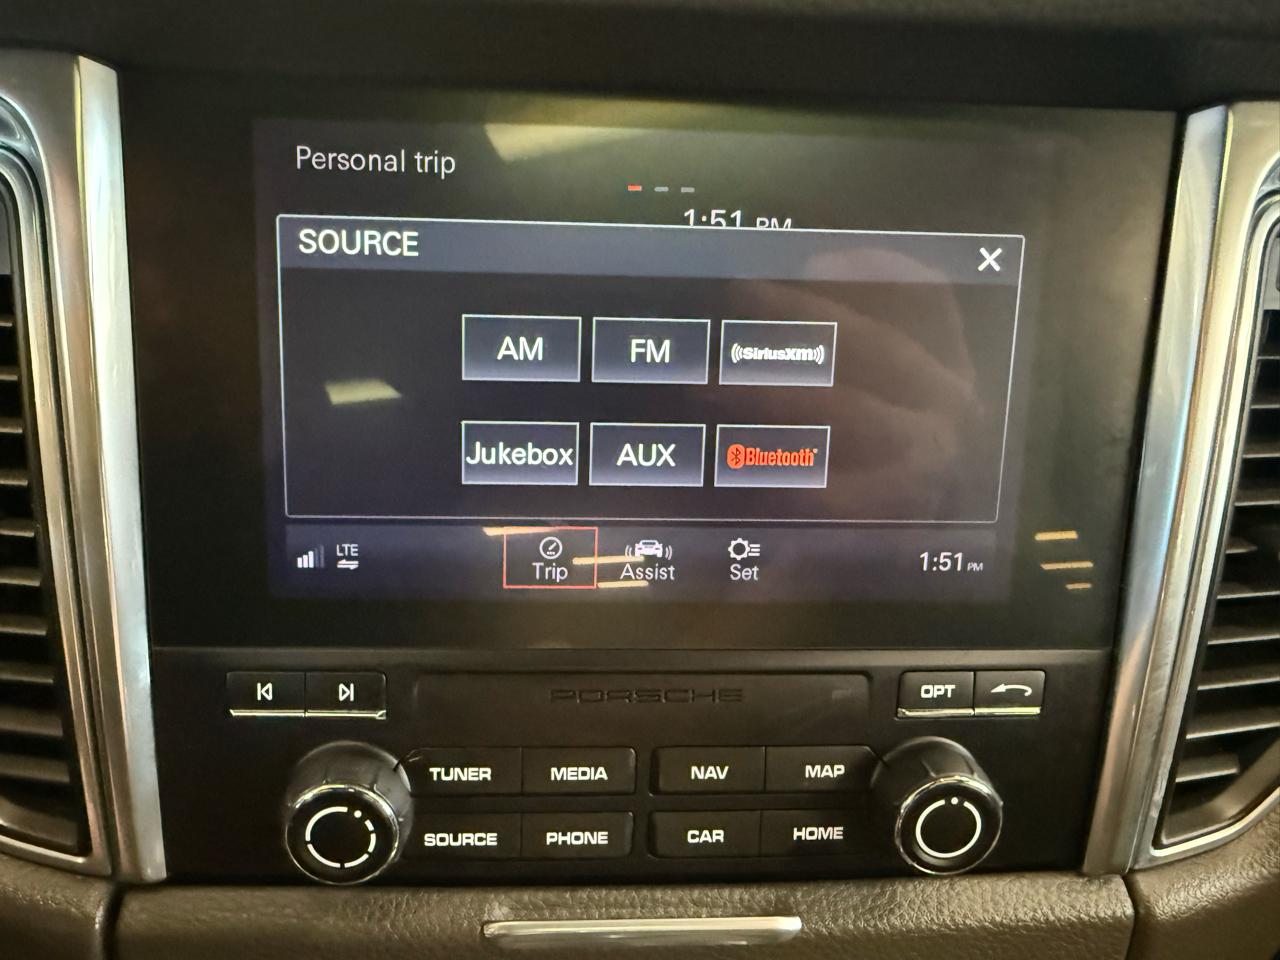 Personal trip
1:51 PM
SOURCE
AM FM SiriusXM
Jukebox AUX Bluetooth
LTE
Trip Assist Set 1:51 PM
PORSCHE
OPT
TUNER MEDIA NAV MAP
SOURCE PHONE CAR HOME